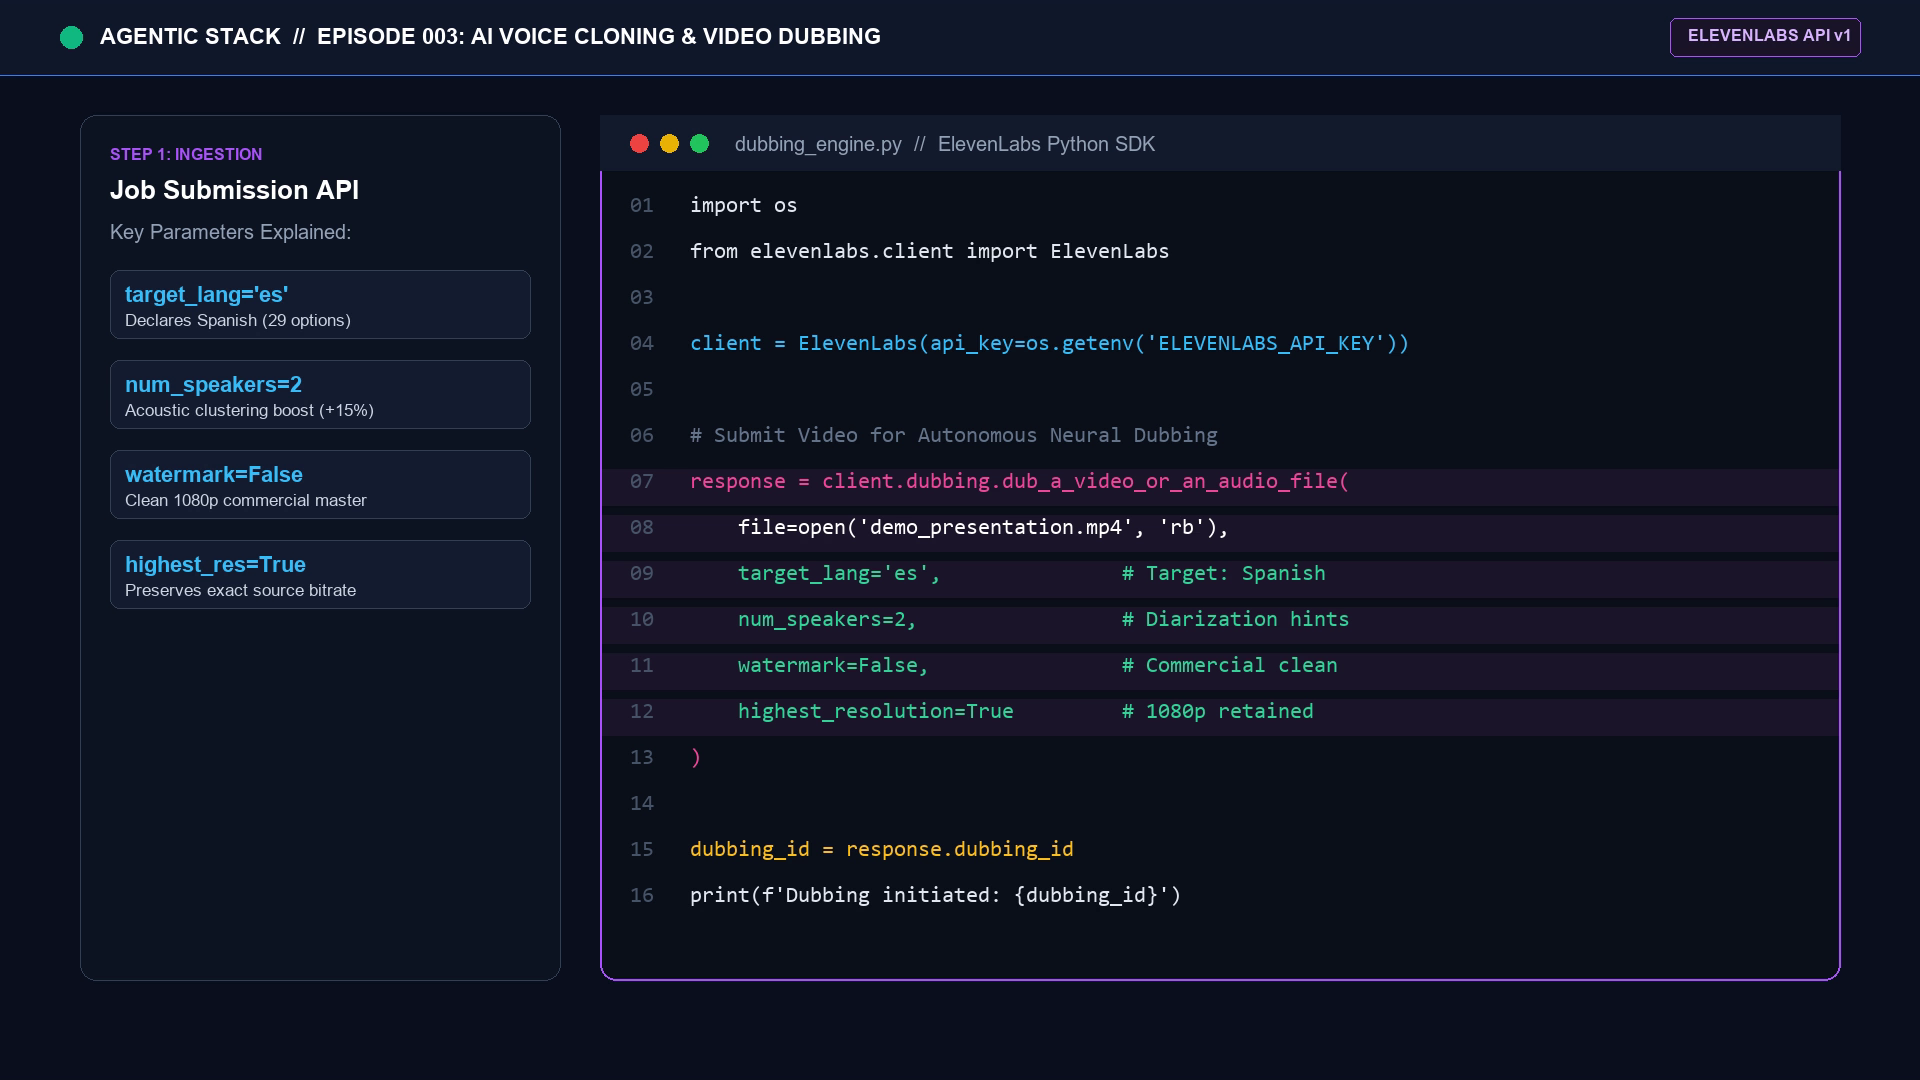 AGENTIC STACK // EPISODE 003: AI VOICE CLONING & VIDEO DUBBING
ELEVENLABS API v1
STEP 1: INGESTION
Job Submission API
Key Parameters Explained:
target_lang='es'
Declares Spanish (29 options)
num_speakers=2
Acoustic clustering boost (+15%)
watermark=False
Clean 1080p commercial master
highest_res=True
Preserves exact source bitrate
dubbing_engine.py // ElevenLabs Python SDK
01 import os
02 from elevenlabs.client import ElevenLabs
03
04 client = ElevenLabs(api_key=os.getenv('ELEVENLABS_API_KEY'))
05
06 # Submit Video for Autonomous Neural Dubbing
07 response = client.dubbing.dub_a_video_or_an_audio_file(
08     file=open('demo_presentation.mp4', 'rb'),
09     target_lang='es',               # Target: Spanish
10     num_speakers=2,                 # Diarization hints
11     watermark=False,                # Commercial clean
12     highest_resolution=True         # 1080p retained
13 )
14
15 dubbing_id = response.dubbing_id
16 print(f'Dubbing initiated: {dubbing_id}')